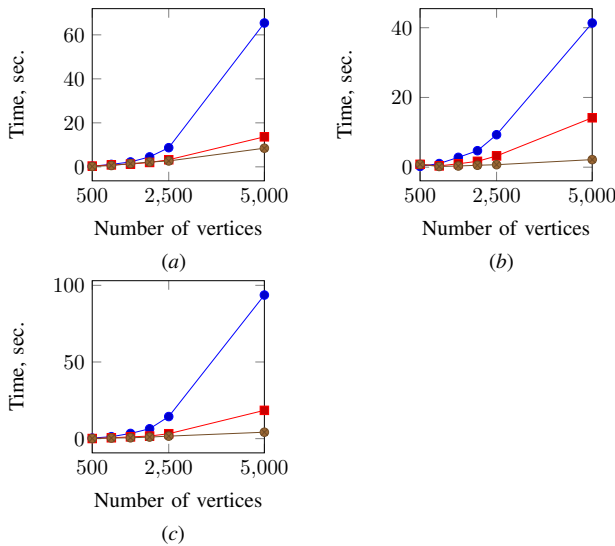 60
40
20
0
Time, sec.
500
2,500
5,000
Number of vertices
(a)
40
20
0
Time, sec.
500
2,500
5,000
Number of vertices
(b)
100
50
0
Time, sec.
500
2,500
5,000
Number of vertices
(c)